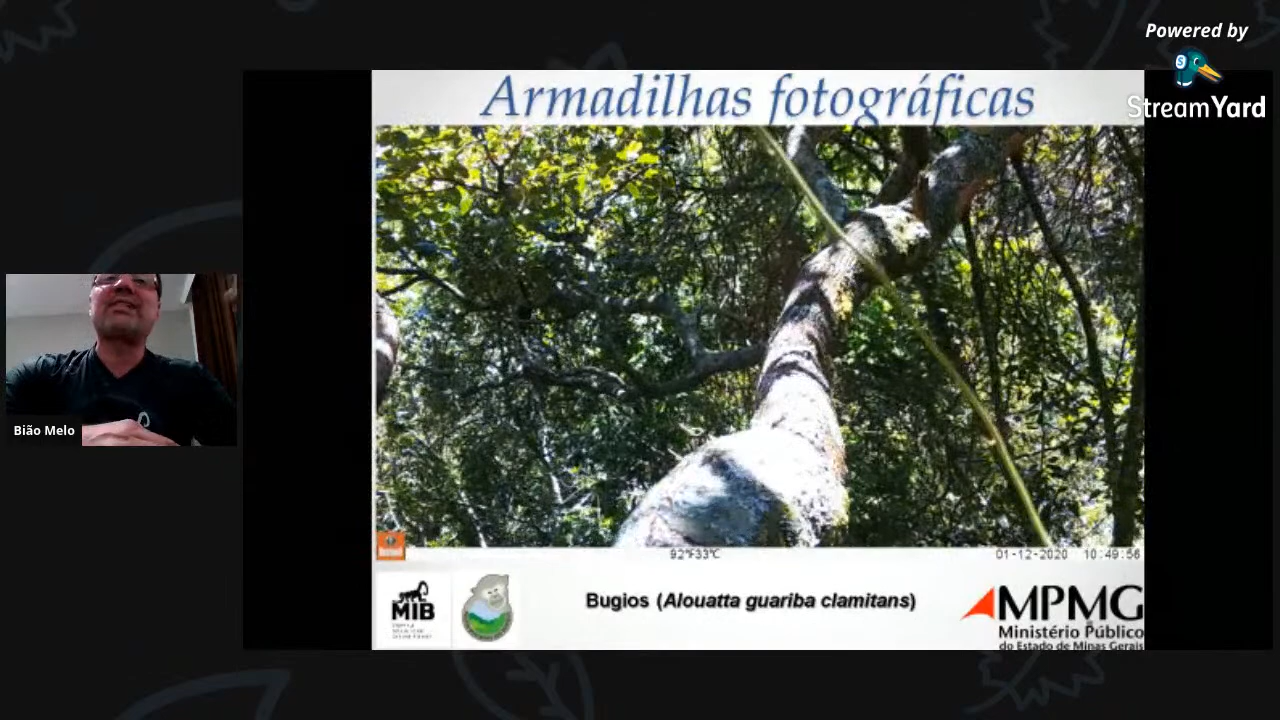 Powered by
StreamYard
Armadilhas fotográficas
Bião Melo
92°F33°C
01-12-2020 10:49:56
MIB
Bugios (Alouatta guariba clamitans)
MPMG
Ministério Público
do Estado de Minas Gerais